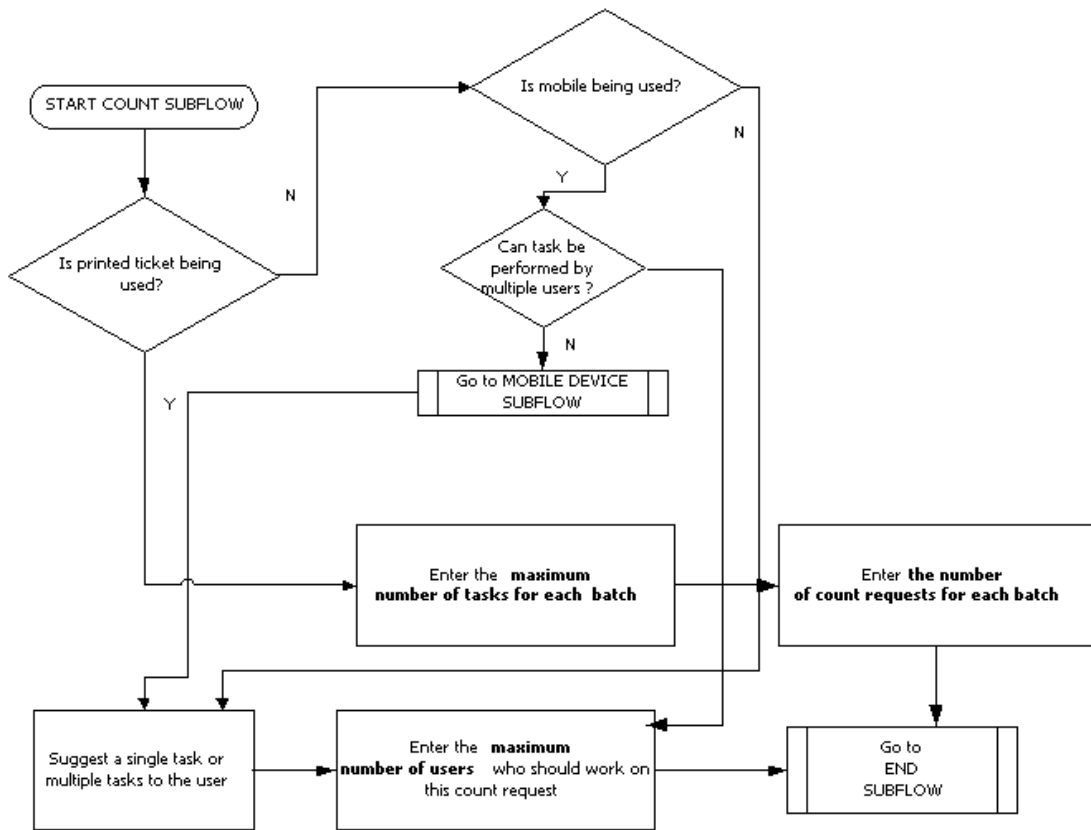 Is mobile being used?
START COUNT SUBFLOW
N
N
Y
Is printed ticket being
used?
Can task be
performed by
multiple users ?
N
Go to MOBILE DEVICE
SUBFLOW
Y
Enter the maximum
number of tasks for each batch
Enter the number
of count requests for each batch
Suggest a single task or
multiple tasks to the user
Enter the maximum
number of users who should work on
this count request
Go to
END
SUBFLOW